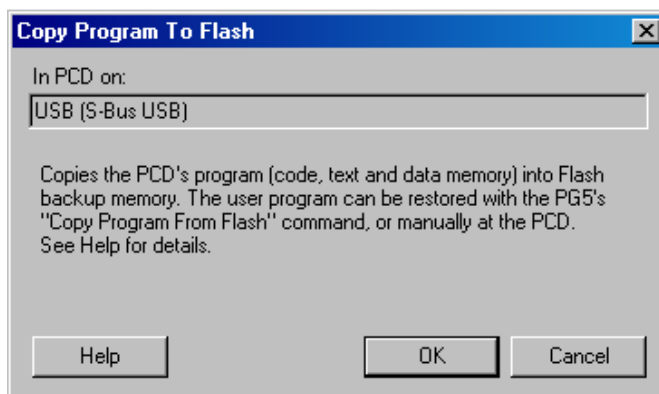 Copy Program To Flash
In PCD on:
USB (S-Bus USB)
Copies the PCD's program (code, text and data memory) into Flash
backup memory. The user program can be restored with the PG5's
"Copy Program From Flash" command, or manually at the PCD.
See Help for details.
Help OK Cancel